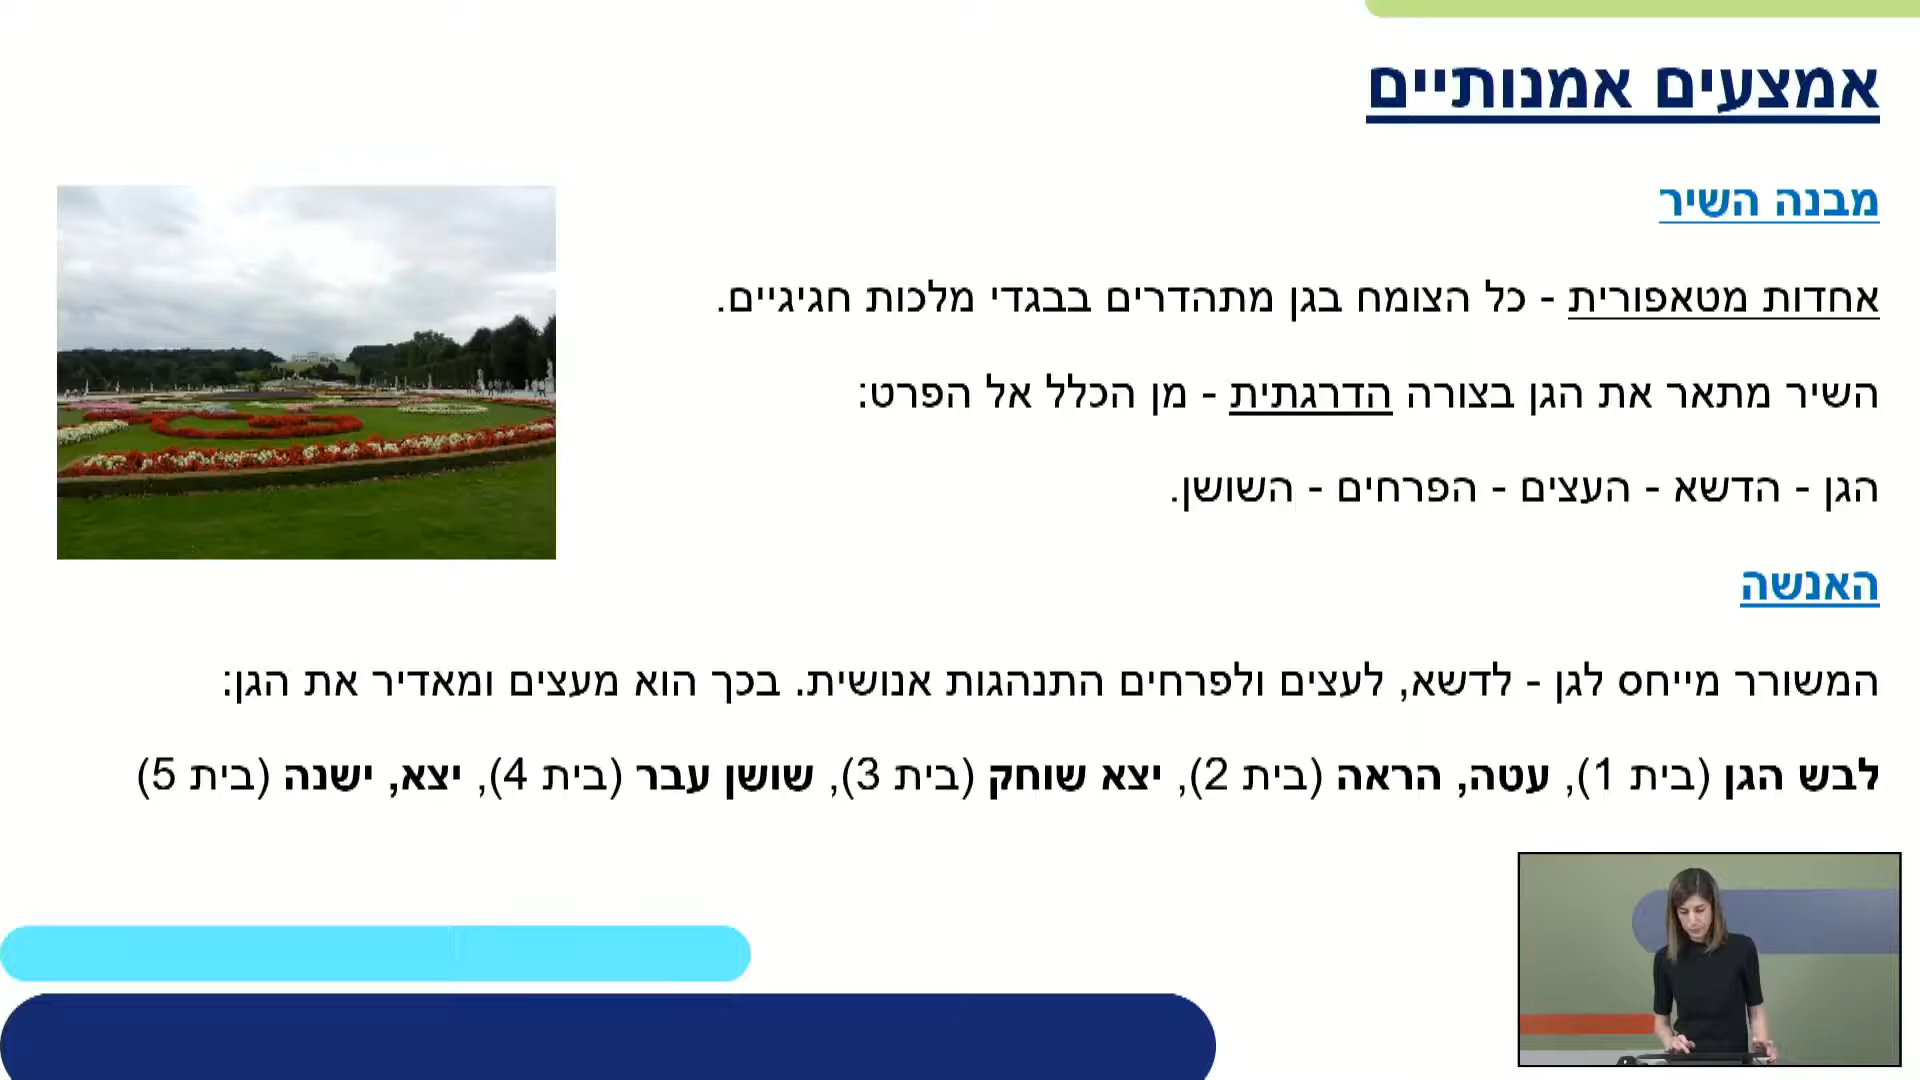 אמצעים אמנותיים
מבנה השיר
אחדות מטאפורית - כל הצומח בגן מתהדרים בבגדי מלכות חגיגיים.
השיר מתאר את הגן בצורה הדרגתית - מן הכלל אל הפרט:
הגן - הדשא - העצים - הפרחים - השושן.
האנשה
המשורר מייחס לגן - לדשא, לעצים ולפרחים התנהגות אנושית. בכך הוא מעצים ומאדיר את הגן:
לבש הגן (בית 1), עטה, הראה (בית 2), יצא שוחק (בית 3), שושן עבר (בית 4), יצא, ישנה (בית 5)